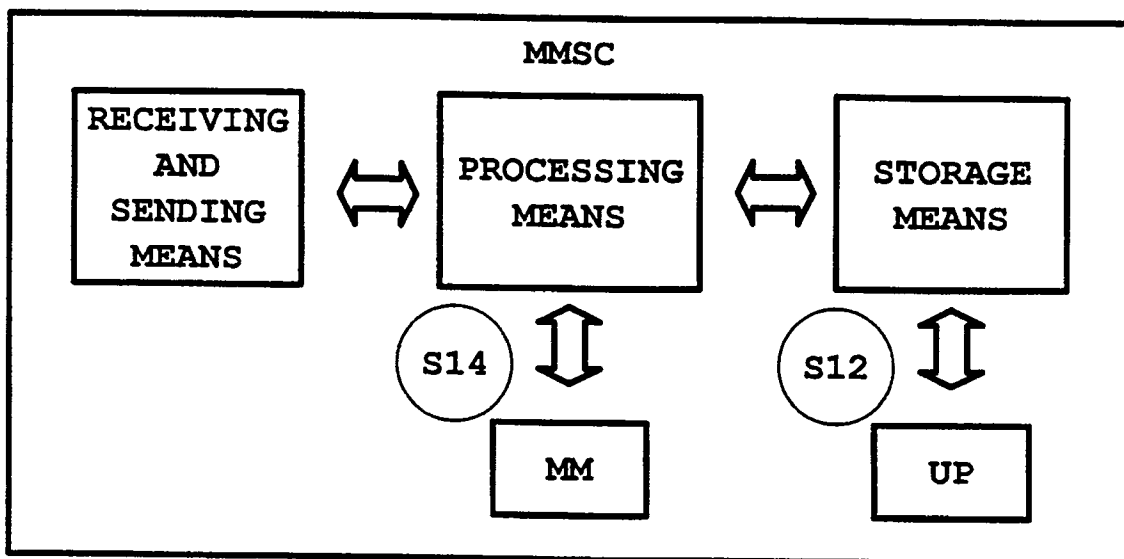 MMSC
RECEIVING
AND
SENDING
MEANS
PROCESSING
MEANS
STORAGE
MEANS
S14
S12
MM
UP